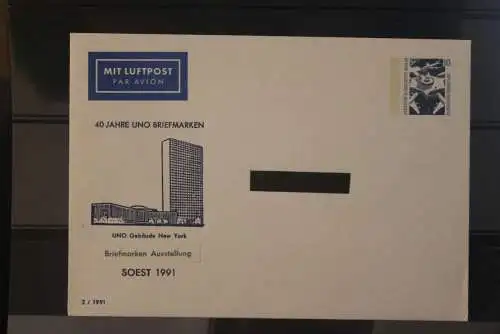 MIT LUFTPOST
PAR AVION
40 JAHRE UNO BRIEFMARKEN
UNO Gebäude New York
Briefmarken Ausstellung
SOEST 1991
2 / 1991